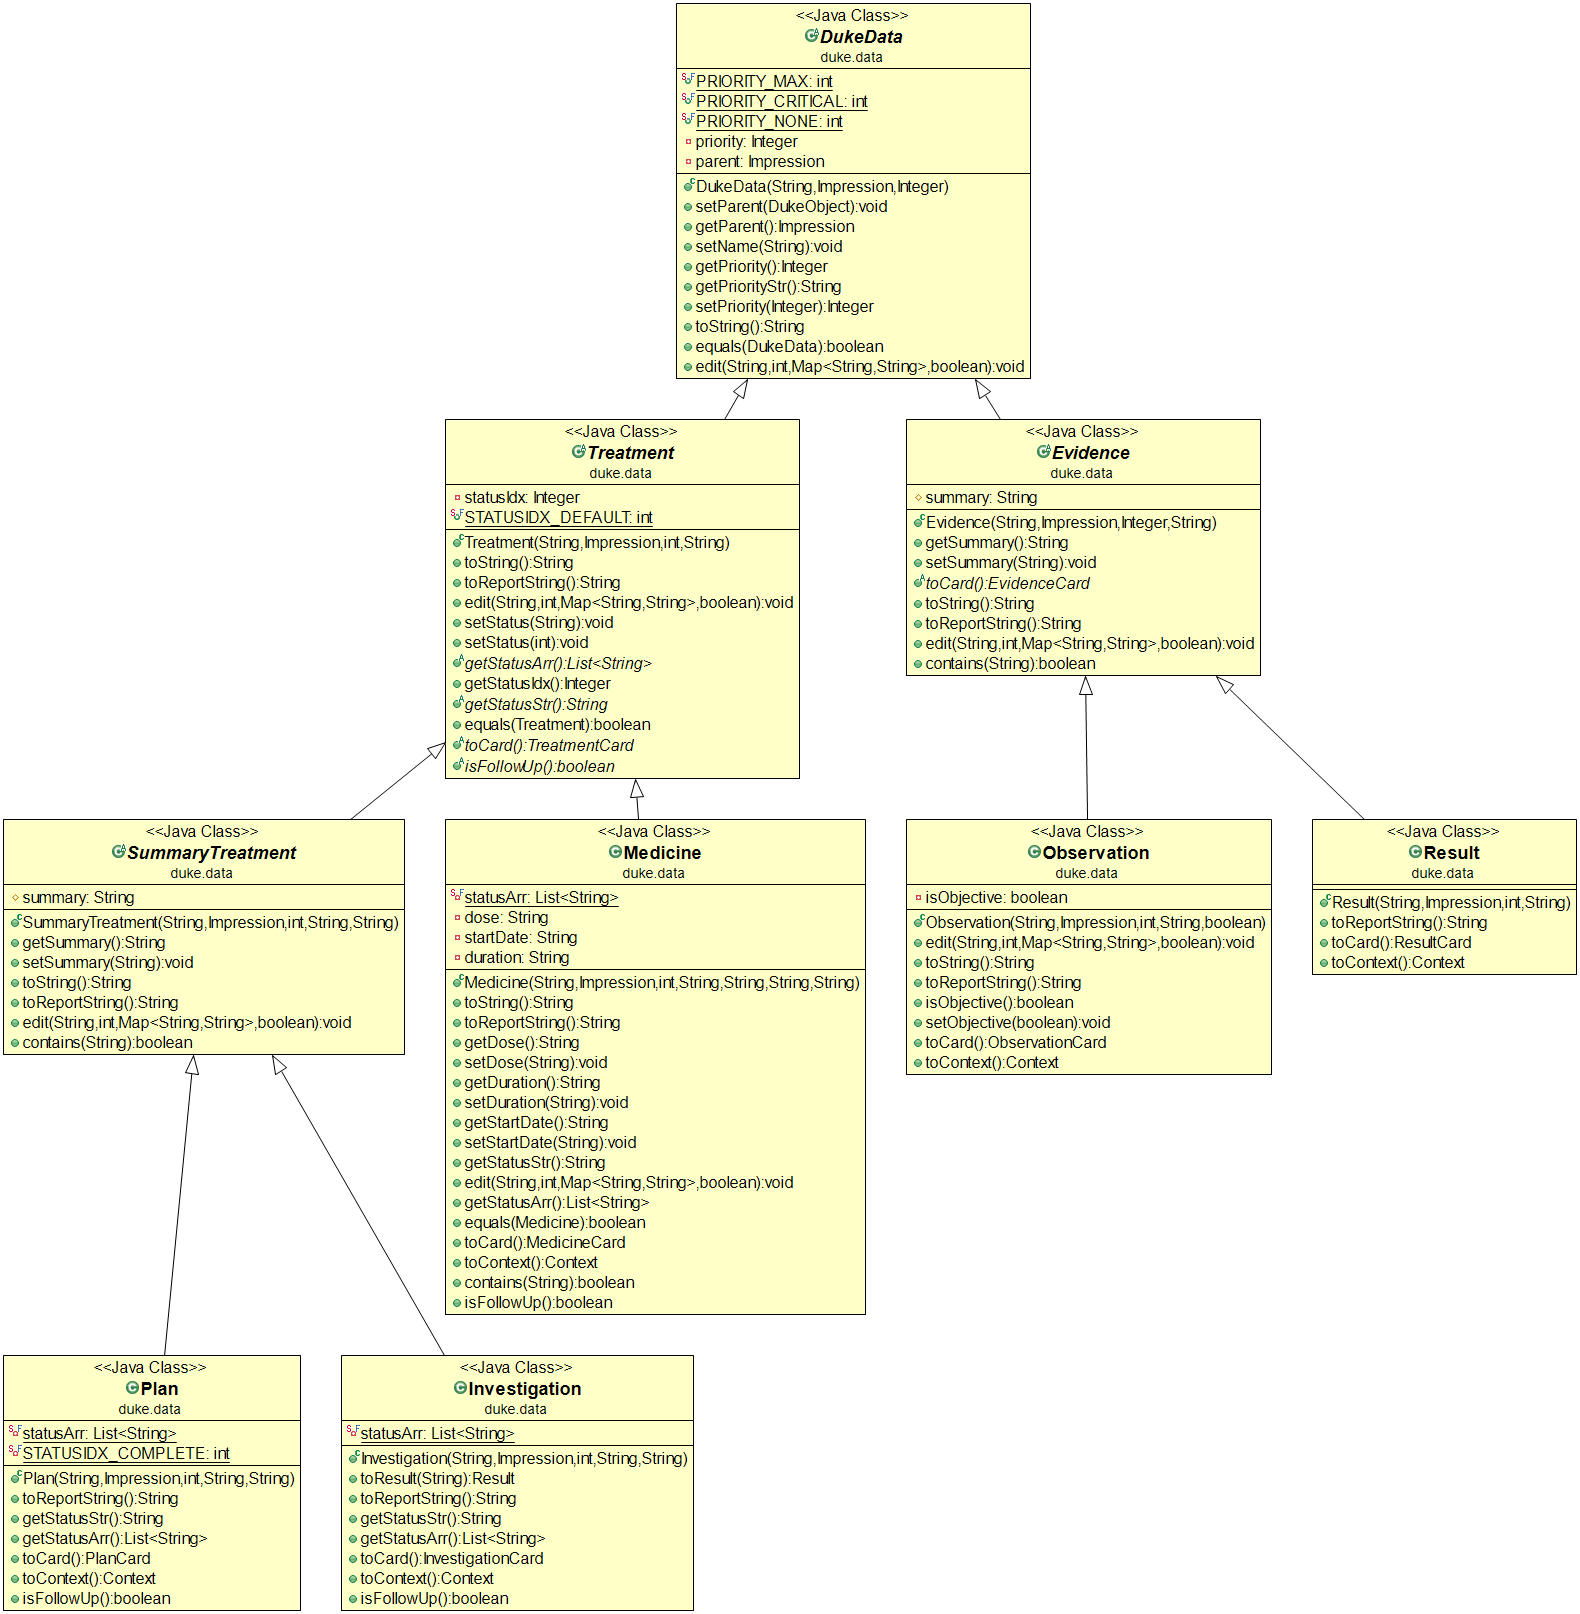 <<Java Class>>
DukeData
duke.data
PRIORITY_MAX: int
PRIORITY_CRITICAL: int
PRIORITY_NONE: int
priority: Integer
parent: Impression
DukeData(String,Impression,Integer)
setParent(DukeObject):void
getParent():Impression
setName(String):void
getPriority():Integer
getPriorityStr():String
setPriority(Integer):Integer
toString():String
equals(DukeData):boolean
edit(String,int,Map<String,String>,boolean):void
<<Java Class>>
Treatment
duke.data
statusIdx: Integer
STATUSIDX_DEFAULT: int
Treatment(String,Impression,int,String)
toString():String
toReportString():String
edit(String,int,Map<String,String>,boolean):void
setStatus(String):void
setStatus(int):void
getStatusArr():List<String>
getStatusIdx():Integer
getStatusStr():String
equals(Treatment):boolean
toCard():TreatmentCard
isFollowUp():boolean
<<Java Class>>
Evidence
duke.data
summary: String
Evidence(String,Impression,Integer,String)
getSummary():String
setSummary(String):void
toCard():EvidenceCard
toString():String
toReportString():String
edit(String,int,Map<String,String>,boolean):void
contains(String):boolean
<<Java Class>>
SummaryTreatment
duke.data
summary: String
SummaryTreatment(String,Impression,int,String,String)
getSummary():String
setSummary(String):void
toString():String
toReportString():String
edit(String,int,Map<String,String>,boolean):void
contains(String):boolean
<<Java Class>>
Medicine
duke.data
statusArr: List<String>
dose: String
startDate: String
duration: String
Medicine(String,Impression,int,String,String,String,String)
toString():String
toReportString():String
getDose():String
setDose(String):void
getDuration():String
setDuration(String):void
getStartDate():String
setStartDate(String):void
getStatusStr():String
edit(String,int,Map<String,String>,boolean):void
getStatusArr():List<String>
equals(Medicine):boolean
toCard():MedicineCard
toContext():Context
contains(String):boolean
isFollowUp():boolean
<<Java Class>>
Observation
duke.data
isObjective: boolean
Observation(String,Impression,int,String,boolean)
edit(String,int,Map<String,String>,boolean):void
toString():String
toReportString():String
isObjective():boolean
setObjective(boolean):void
toCard():ObservationCard
toContext():Context
<<Java Class>>
Result
duke.data
Result(String,Impression,int,String)
toReportString():String
toCard():ResultCard
toContext():Context
<<Java Class>>
Plan
duke.data
statusArr: List<String>
STATUSIDX_COMPLETE: int
Plan(String,Impression,int,String,String)
toReportString():String
getStatusStr():String
getStatusArr():List<String>
toCard():PlanCard
toContext():Context
isFollowUp():boolean
<<Java Class>>
Investigation
duke.data
statusArr: List<String>
Investigation(String,Impression,int,String,String)
toResult(String):Result
toReportString():String
getStatusStr():String
getStatusArr():List<String>
toCard():InvestigationCard
toContext():Context
isFollowUp():boolean